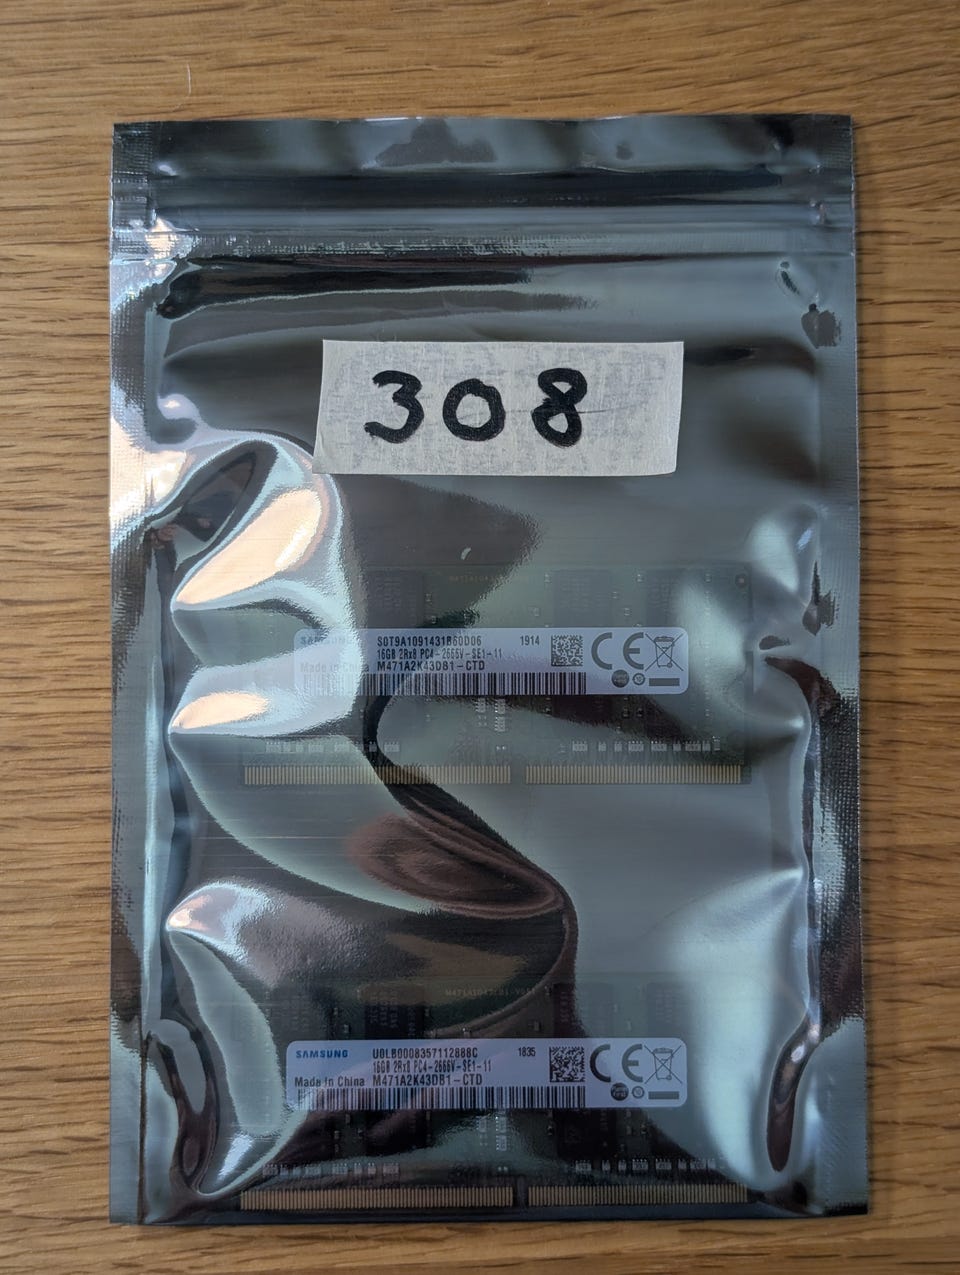 308
SAMSUNG S0T9A1091431B60D06 1914
16GB 2Rx8 PC4-2666V-SE1-11
Made in China M471A2K43DB1-CTD
SAMSUNG U0LB0008357112888C 1835
16GB 2Rx8 PC4-2666V-SE1-11
Made in China M471A2K43DB1-CTD